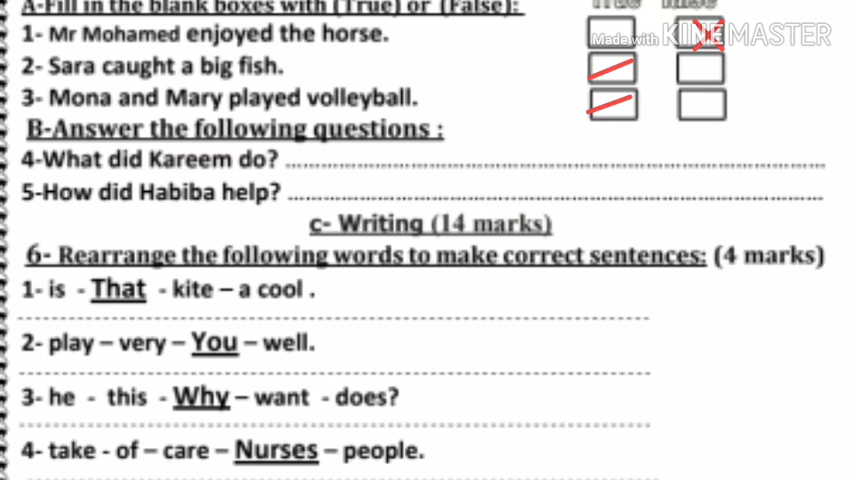 A-Fill in the blank boxes with (True) or (False):
True False
1- Mr Mohamed enjoyed the horse.
Made with KINEMASTER
2- Sara caught a big fish.
3- Mona and Mary played volleyball.
B-Answer the following questions :
4-What did Kareem do? ........................................................................
5-How did Habiba help? ........................................................................
c- Writing (14 marks)
6- Rearrange the following words to make correct sentences: (4 marks)
1- is - That - kite – a cool .
2- play – very – You – well.
3- he - this - Why – want - does?
4- take - of – care – Nurses – people.